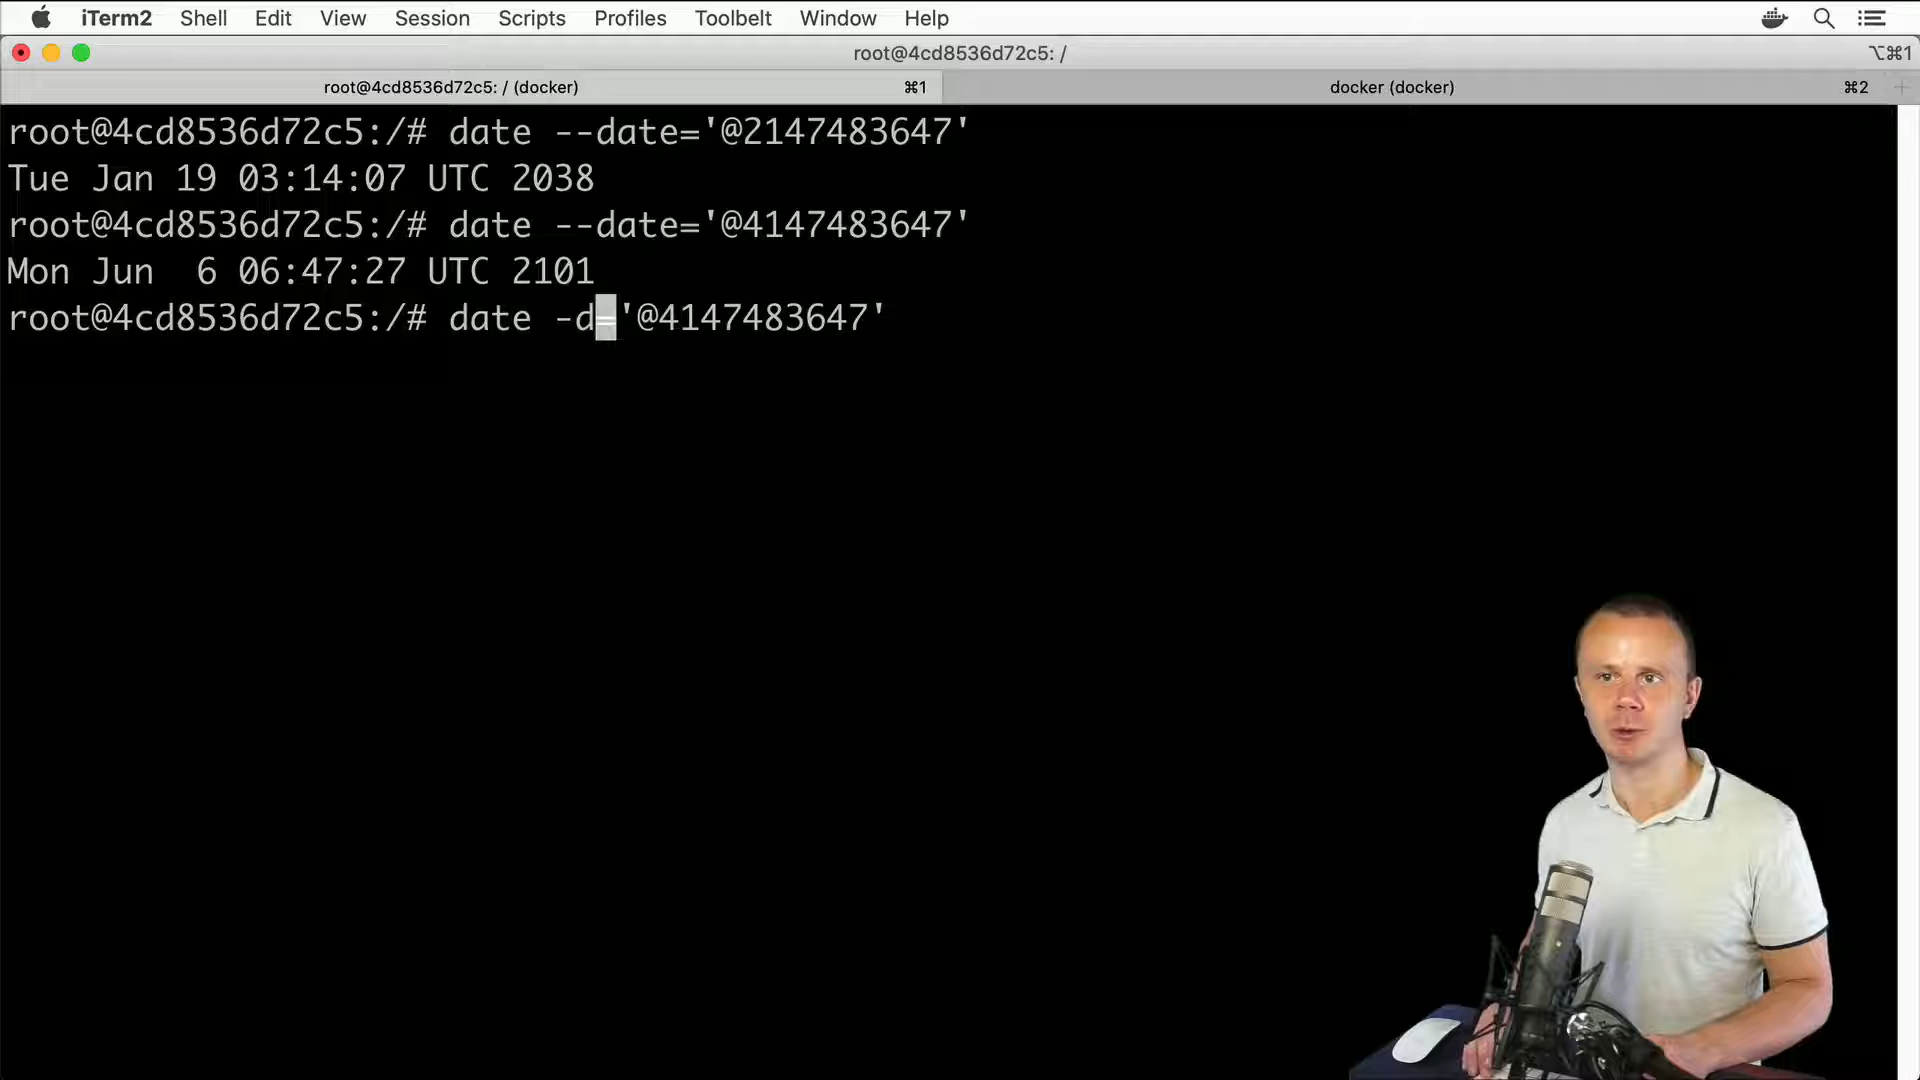 iTerm2 Shell Edit View Session Scripts Profiles Toolbelt Window Help
root@4cd8536d72c5: / ⌥⌘1
root@4cd8536d72c5: / (docker) ⌘1 docker (docker) ⌘2
root@4cd8536d72c5:/# date --date='@2147483647'
Tue Jan 19 03:14:07 UTC 2038
root@4cd8536d72c5:/# date --date='@4147483647'
Mon Jun  6 06:47:27 UTC 2101
root@4cd8536d72c5:/# date -d='@4147483647'